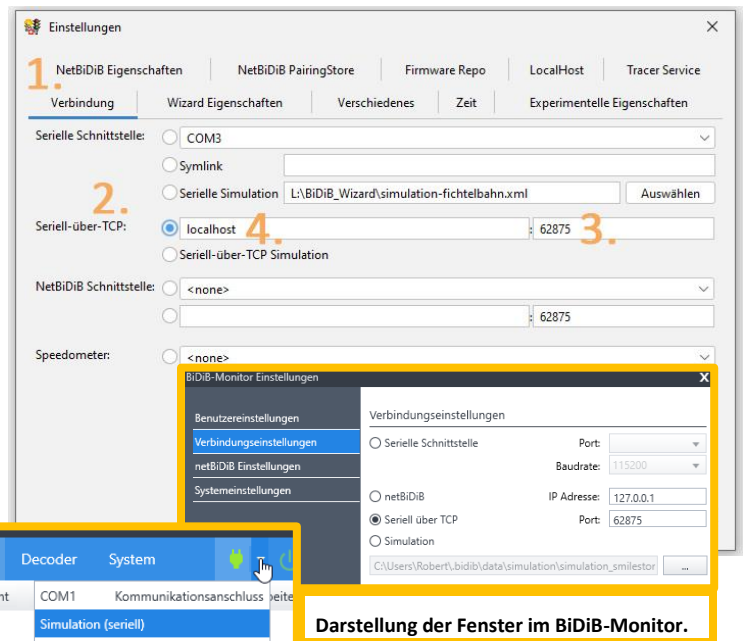 Einstellungen
1.
NetBiDiB Eigenschaften NetBiDiB PairingStore Firmware Repo LocalHost Tracer Service
Verbindung Wizard Eigenschaften Verschiedenes Zeit Experimentelle Eigenschaften
Serielle Schnittstelle: COM3
Symlink
2.
Serielle Simulation L:\BiDiB_Wizard\simulation-fichtelbahn.xml Auswählen
Seriell-über-TCP: localhost 4. : 62875 3.
Seriell-über-TCP Simulation
NetBiDiB Schnittstelle: <none>
: 62875
Speedometer: <none>
BiDiB-Monitor Einstellungen X
Benutzereinstellungen
Verbindungseinstellungen
netBiDiB Einstellungen
Systemeinstellungen
Verbindungseinstellungen
Serielle Schnittstelle Port:
Baudrate: 115200
netBiDiB IP Adresse: 127.0.0.1
Seriell über TCP Port: 62875
Simulation
C:\Users\Robert\.bidib\data\simulation\simulation_smilestor ...
Decoder System
COM1 Kommunikationsanschluss
Simulation (seriell)
Darstellung der Fenster im BiDiB-Monitor.